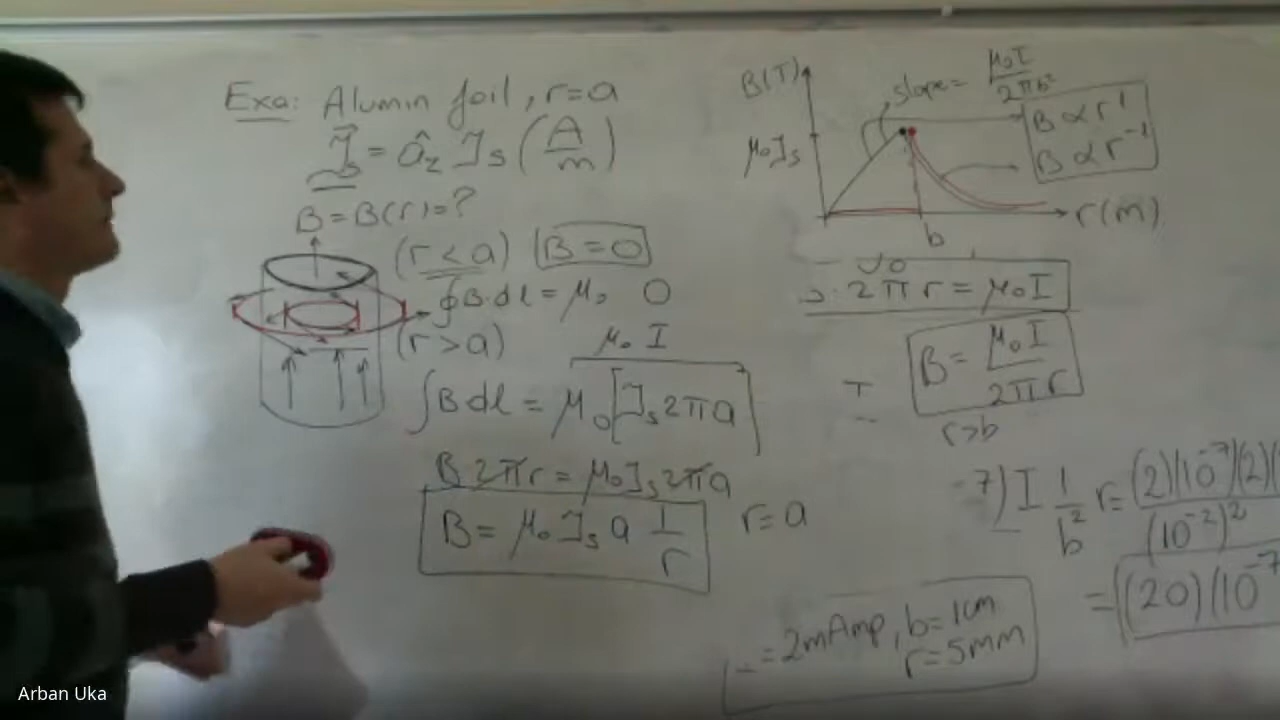 Exa: Alumin foil, r=a
J⃗s = âz Js (A/m)
B = B(r) = ?
(r < a) B = 0
∮B·dl = μ₀ 0
(r > a) μ₀ I
∫B dl = μ₀ [Js 2πa
B 2πr = μ₀ Js 2πa
B = μ₀ Js a 1/r r = a
B(T)
slope = μ₀I/2πb²
B ∝ r¹
B ∝ r⁻¹
μ₀Js
r(m)
b
2πr = μ₀I
B = μ₀I/2πr
r>b
-7) I 1/b² r = (2)(10⁻⁷)(2)(
(10⁻²)²
= (20)(10⁻⁷
= 2mAmp, b = 1cm
r = 5mm
Arban Uka